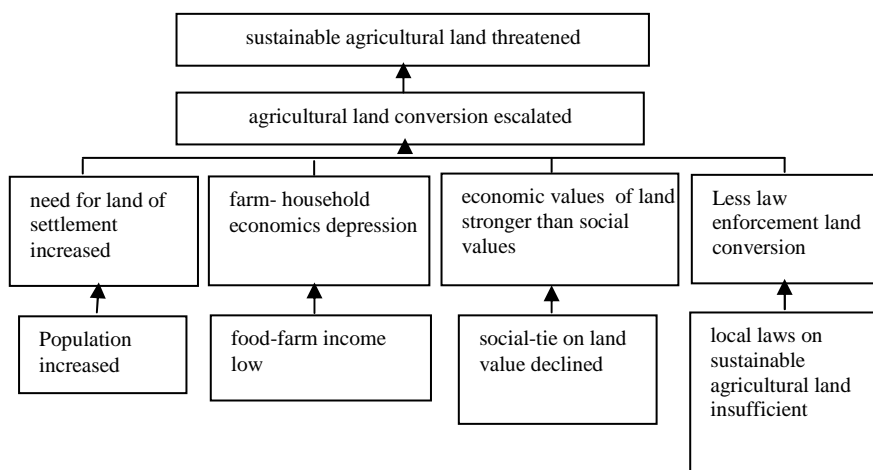 sustainable agricultural land threatened
agricultural land conversion escalated
need for land of
settlement
increased
farm- household
economics depression
economic values of land
stronger than social
values
Less law
enforcement land
conversion
Population
increased
food-farm income
low
social-tie on land
value declined
local laws on
sustainable
agricultural land
insufficient